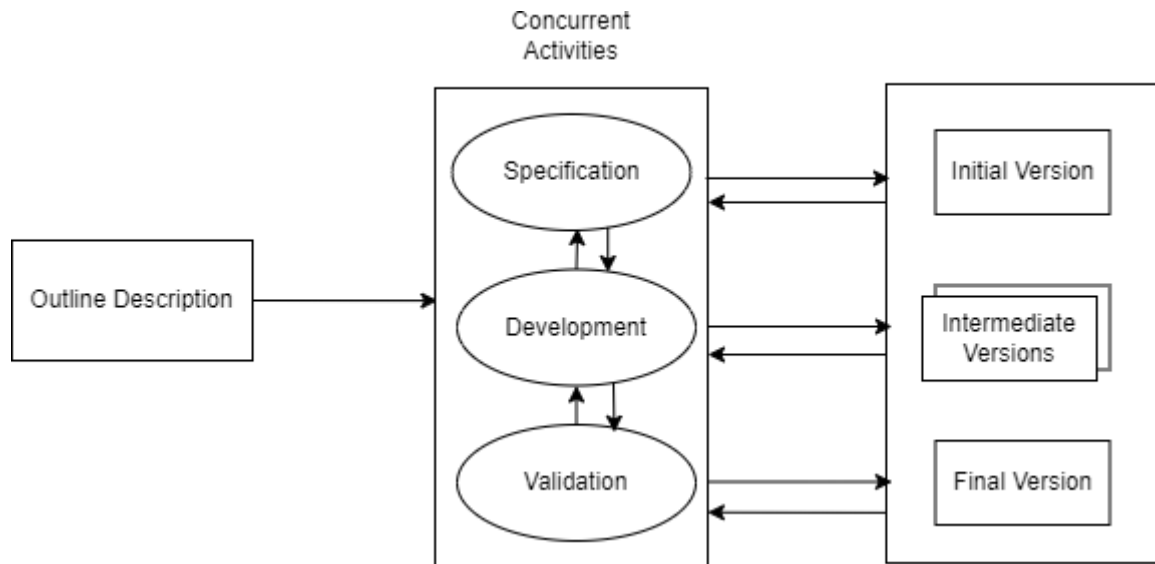 Concurrent
Activities
Specification
Initial Version
Outline Description
Development
Intermediate
Versions
Validation
Final Version